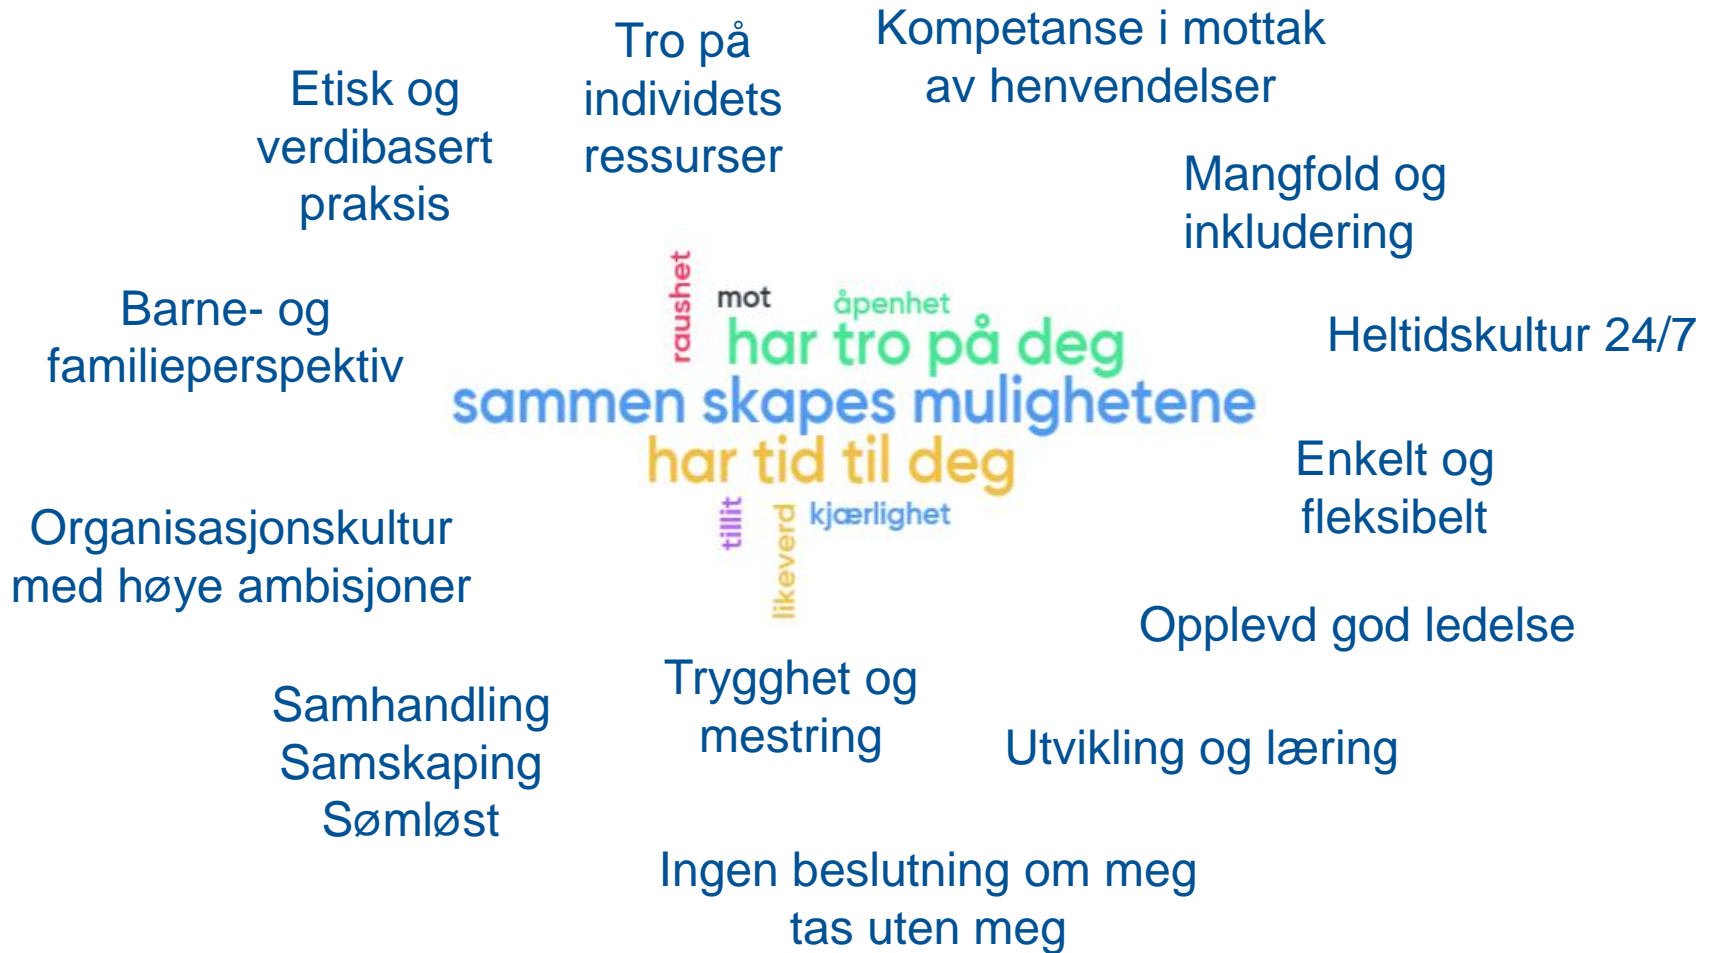 Kompetanse i mottak
av henvendelser
Tro på
individets
ressurser
Etisk og
verdibasert
praksis
Mangfold og
inkludering
Barne- og
familieperspektiv
raushet
mot
åpenhet
har tro på deg
sammen skapes mulighetene
har tid til deg
tillit
likeverd
kjærlighet
Heltidskultur 24/7
Enkelt og
fleksibelt
Organisasjonskultur
med høye ambisjoner
Opplevd god ledelse
Samhandling
Samskaping
Sømløst
Trygghet og
mestring
Utvikling og læring
Ingen beslutning om meg
tas uten meg